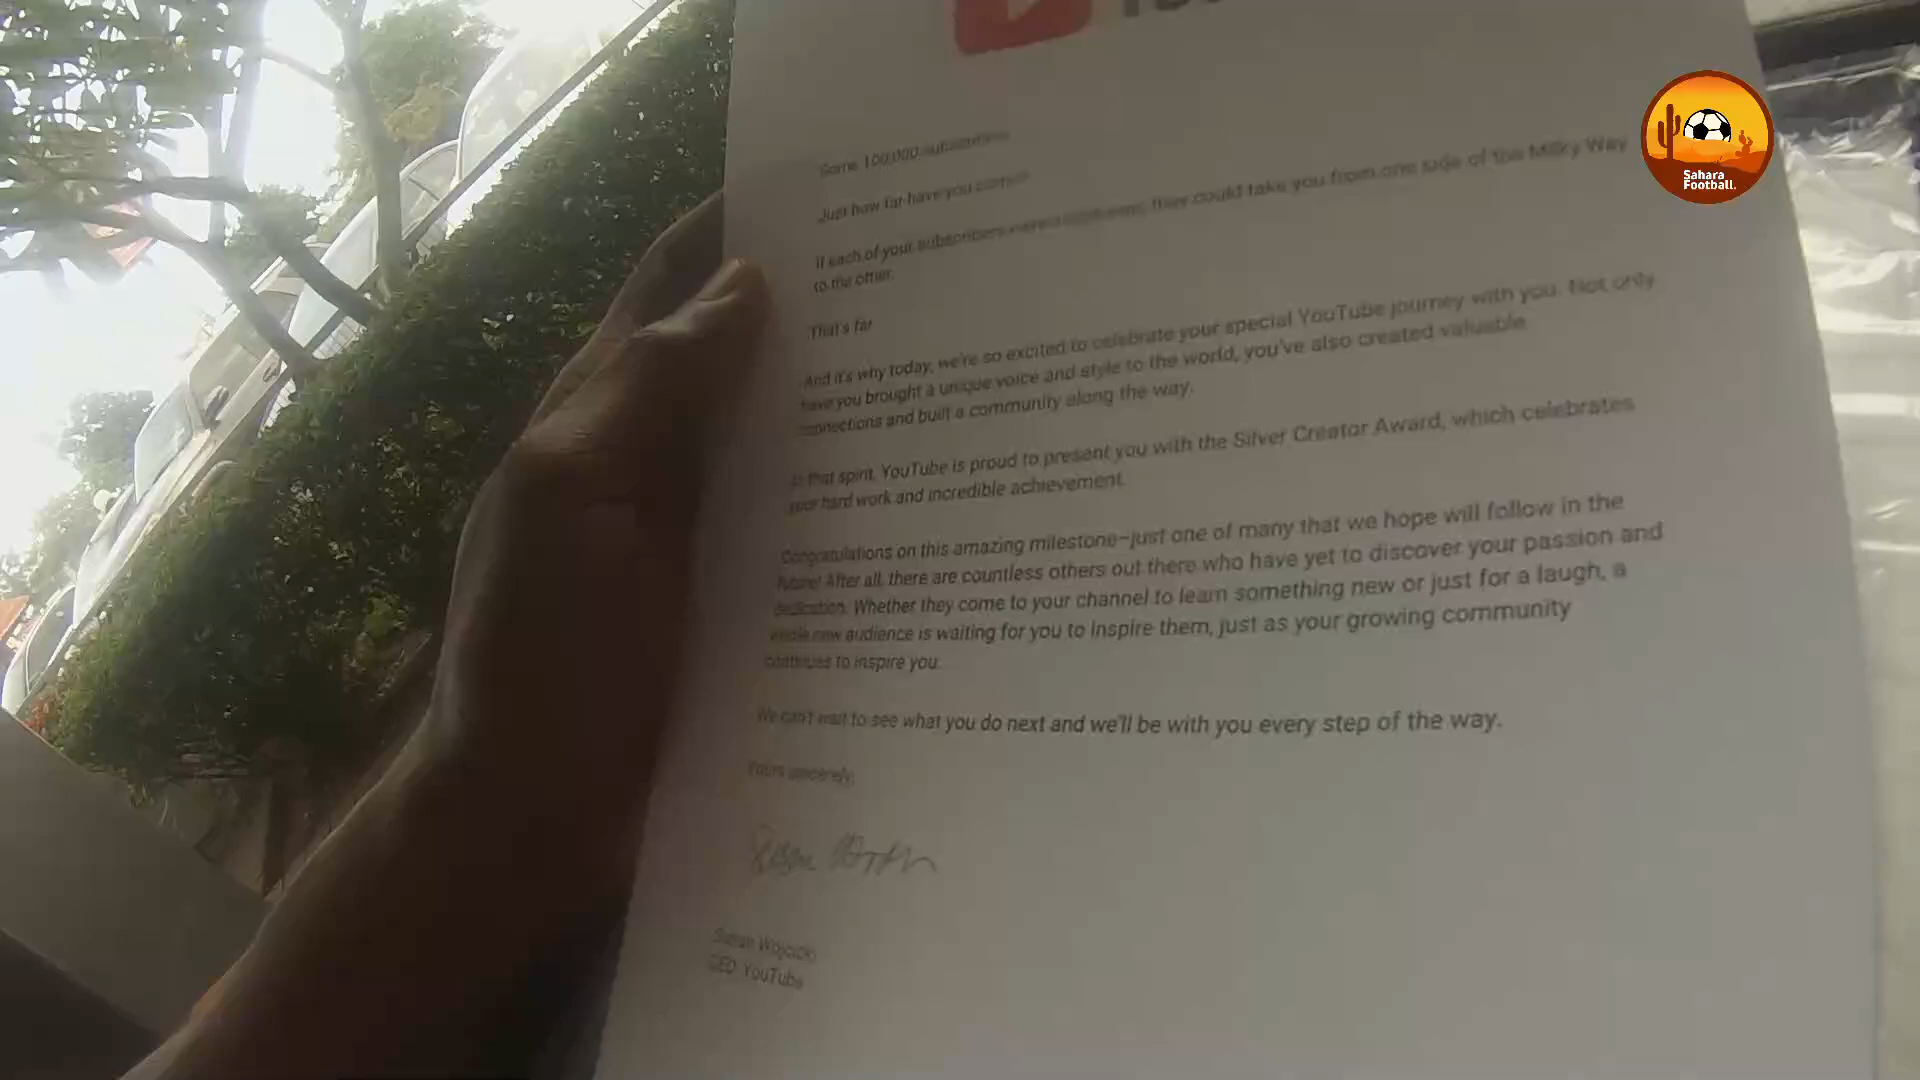 You
Some 100,000 subscribers.
Just how far have you come?
If each of your subscribers were a light year, they could take you from one side of the Milky Way
to the other.
That's far.
And it's why today, we're so excited to celebrate your special YouTube journey with you. Not only
have you brought a unique voice and style to the world, you've also created valuable
connections and built a community along the way.
In that spirit, YouTube is proud to present you with the Silver Creator Award, which celebrates
your hard work and incredible achievement.
Congratulations on this amazing milestone—just one of many that we hope will follow in the
future! After all, there are countless others out there who have yet to discover your passion and
dedication. Whether they come to your channel to learn something new or just for a laugh, a
whole new audience is waiting for you to inspire them, just as your growing community
continues to inspire you.
We can't wait to see what you do next and we'll be with you every step of the way.
Yours sincerely,
Susan Wojcicki
CEO, YouTube
Sahara
Football.